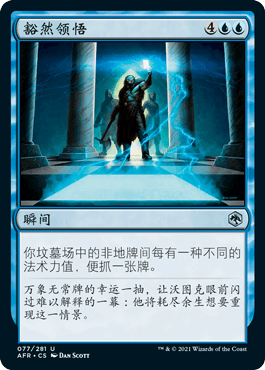 豁然领悟 4
瞬间
你坟墓场中的非地牌间每有一种不同的
法术力值，便抓一张牌。
万象无常牌的幸运一抽，让沃图克眼前闪
过难以解释的一幕：他将耗尽余生想要重
现这一情景。
077/281 U
AFR • CS DAN SCOTT
™ & © 2021 Wizards of the Coast